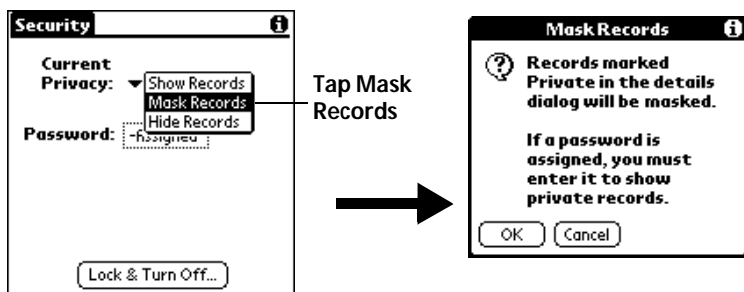 Security
Current
Privacy:
Show Records
Mask Records
Hide Records
Password: -Assigned-
Lock & Turn Off...
Tap Mask
Records
Mask Records
Records marked
Private in the details
dialog will be masked.
If a password is
assigned, you must
enter it to show
private records.
OK Cancel